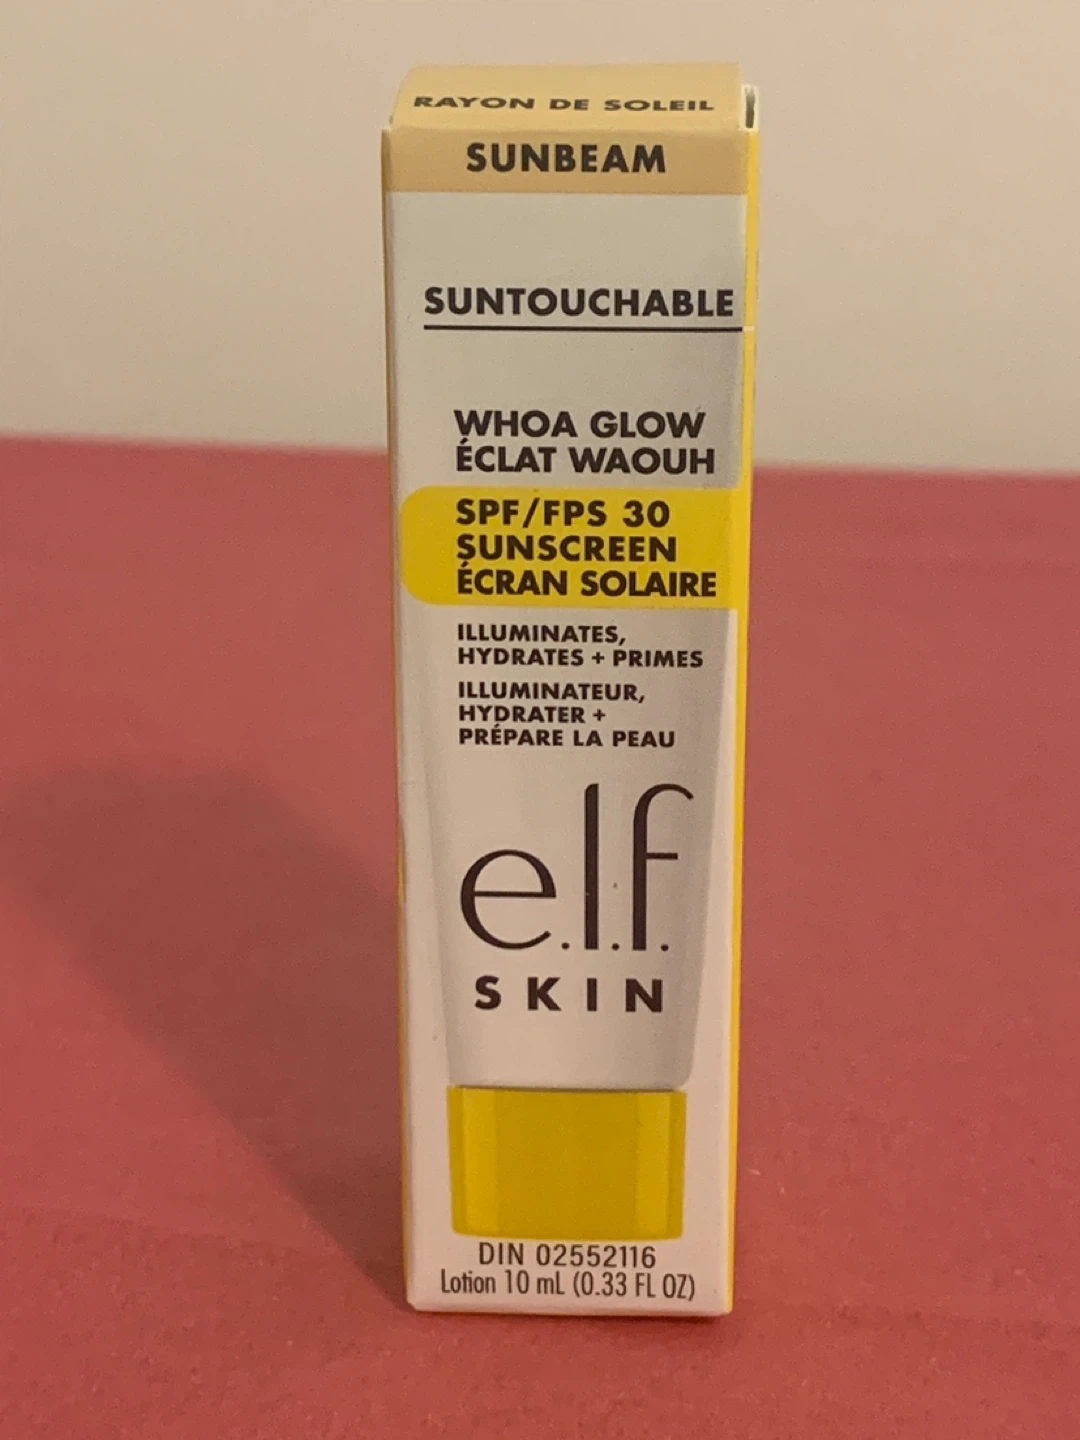 RAYON DE SOLEIL
SUNBEAM
SUNTOUCHABLE
WHOA GLOW
ÉCLAT WAOUH
SPF/FPS 30
SUNSCREEN
ÉCRAN SOLAIRE
ILLUMINATES,
HYDRATES + PRIMES
ILLUMINATEUR,
HYDRATER +
PRÉPARE LA PEAU
e.l.f.
SKIN
DIN 02552116
Lotion 10 mL (0.33 FL OZ)